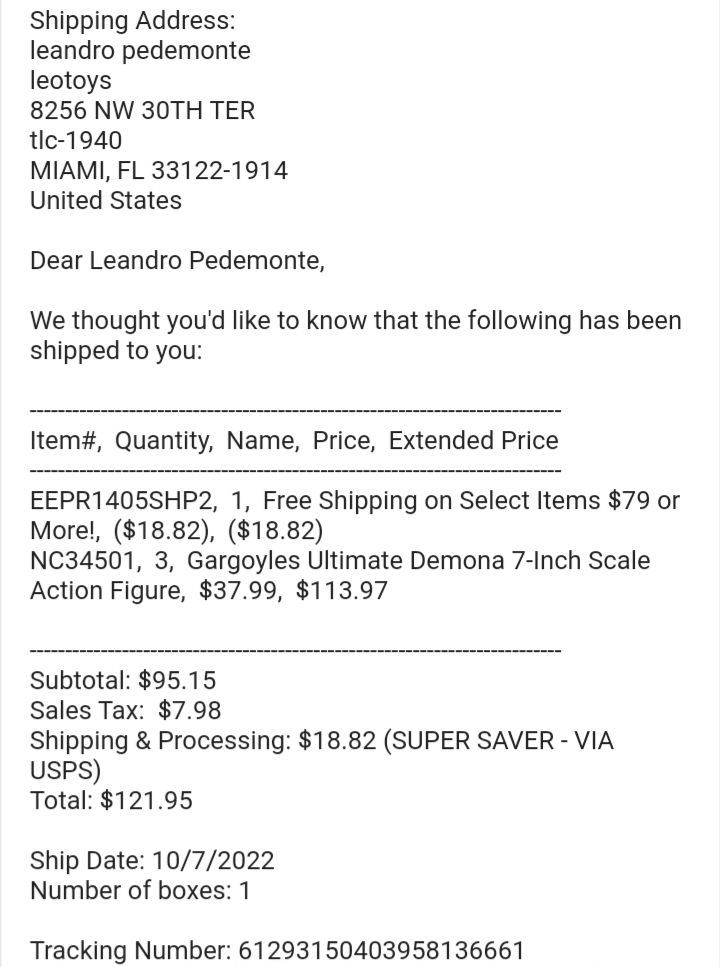 Shipping Address:
leandro pedemonte
leotoys
8256 NW 30TH TER
tlc-1940
MIAMI, FL 33122-1914
United States
Dear Leandro Pedemonte,
We thought you'd like to know that the following has been
shipped to you:
---------------------------------------------------------------------------
Item#,  Quantity,  Name,  Price,  Extended Price
---------------------------------------------------------------------------
EEPR1405SHP2,  1,  Free Shipping on Select Items $79 or
More!,  ($18.82),  ($18.82)
NC34501,  3,  Gargoyles Ultimate Demona 7-Inch Scale
Action Figure,  $37.99,  $113.97
---------------------------------------------------------------------------
Subtotal: $95.15
Sales Tax:  $7.98
Shipping & Processing: $18.82 (SUPER SAVER - VIA
USPS)
Total: $121.95
Ship Date: 10/7/2022
Number of boxes: 1
Tracking Number: 61293150403958136661